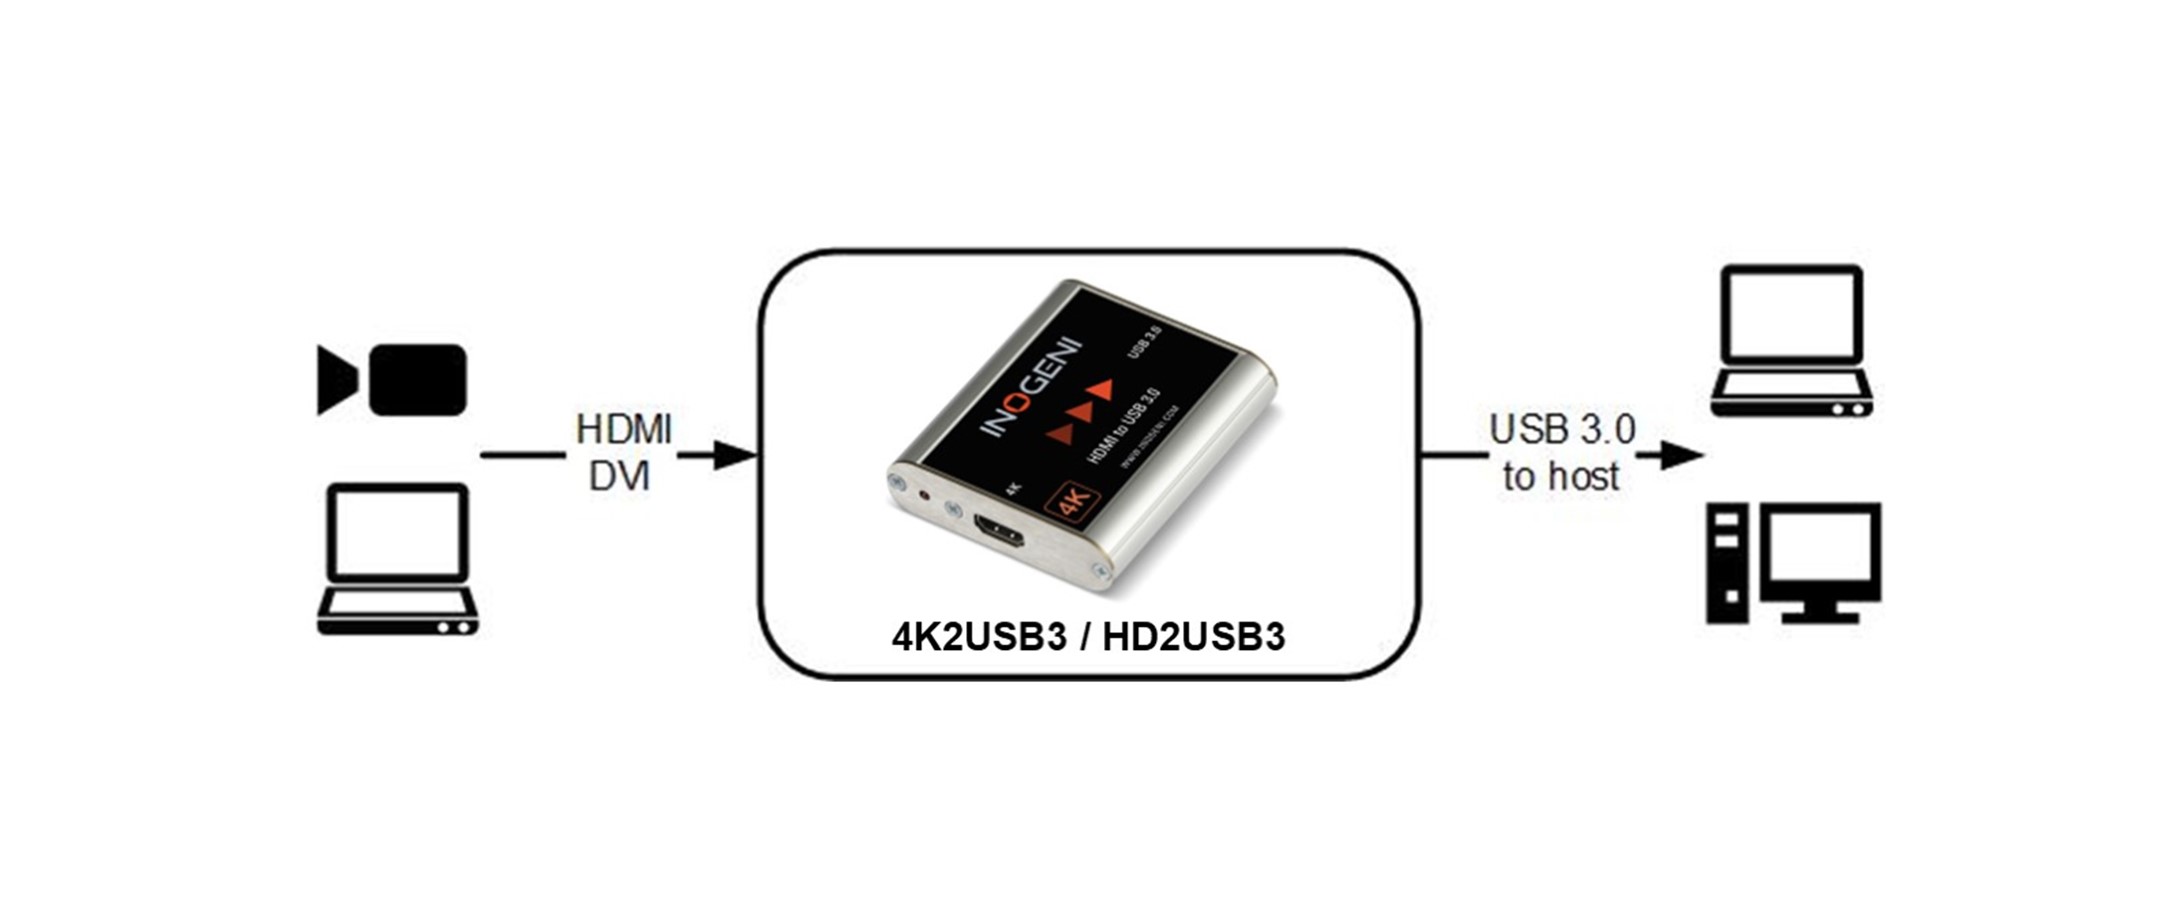 HDMI
DVI
INOGENI
USB 3.0
HDMI to USB 3.0
WWW.INOGENI.COM
4K
4K
4K2USB3 / HD2USB3
USB 3.0
to host